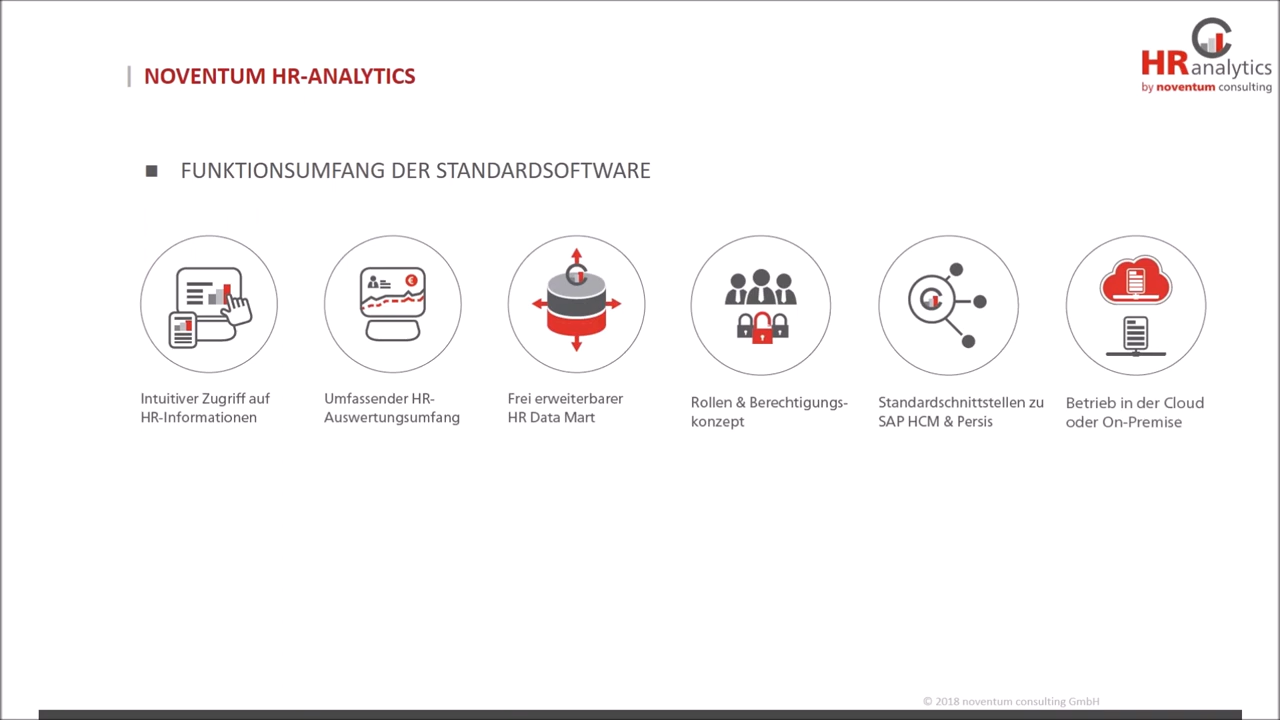 NOVENTUM HR-ANALYTICS
HR analytics
by noventum consulting
FUNKTIONSUMFANG DER STANDARDSOFTWARE
Intuitiver Zugriff auf
HR-Informationen
Umfassender HR-
Auswertungsumfang
Frei erweiterbarer
HR Data Mart
Rollen & Berechtigungs-
konzept
Standardschnittstellen zu
SAP HCM & Persis
Betrieb in der Cloud
oder On-Premise
© 2018 noventum consulting GmbH